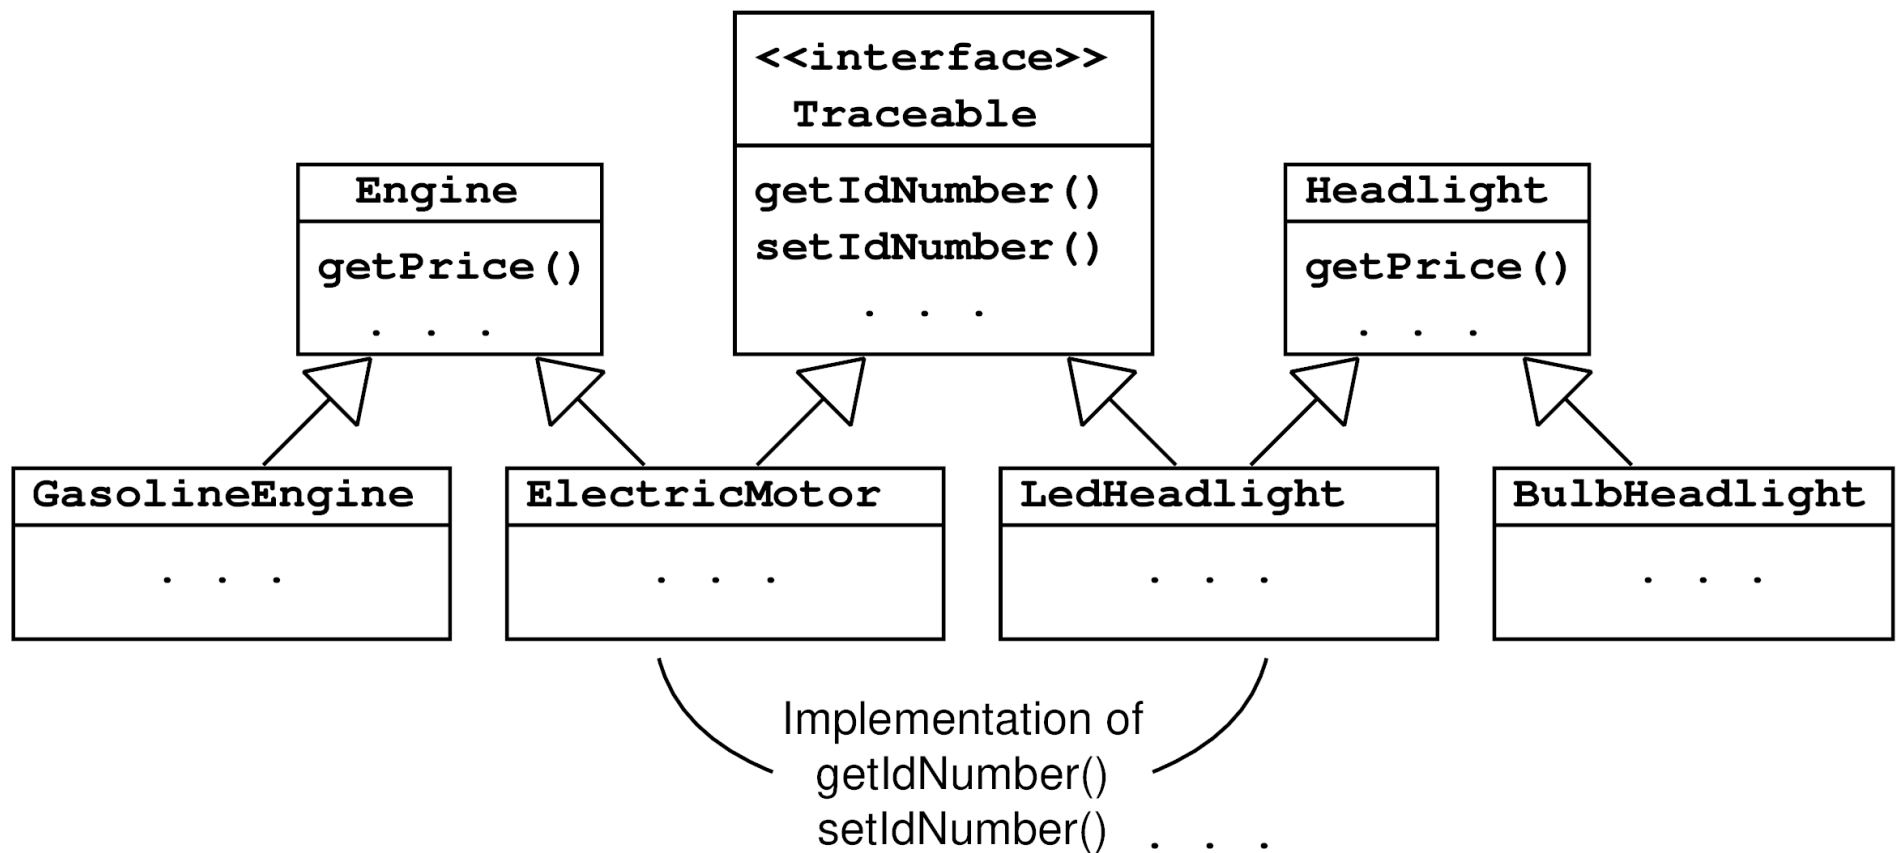 <<interface>>
Traceable
getIdNumber()
setIdNumber()
. . .
Engine
getPrice()
. . .
Headlight
getPrice()
. . .
GasolineEngine
. . .
ElectricMotor
. . .
LedHeadlight
. . .
BulbHeadlight
. . .
Implementation of
getIdNumber()
setIdNumber() . . .